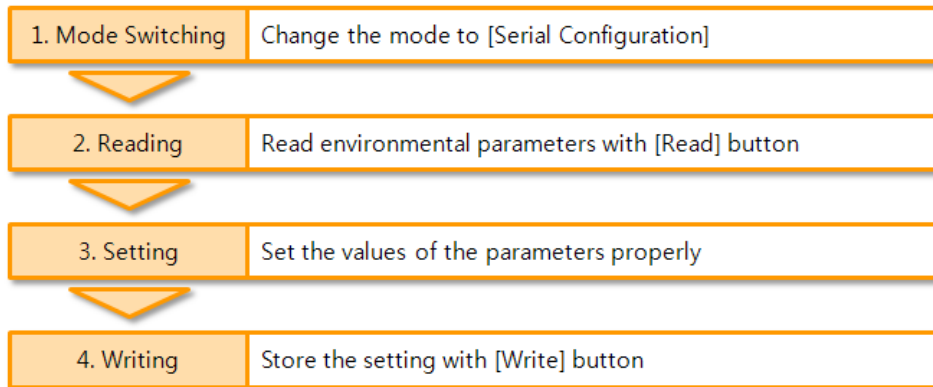 1. Mode Switching Change the mode to [Serial Configuration]
2. Reading Read environmental parameters with [Read] button
3. Setting Set the values of the parameters properly
4. Writing Store the setting with [Write] button